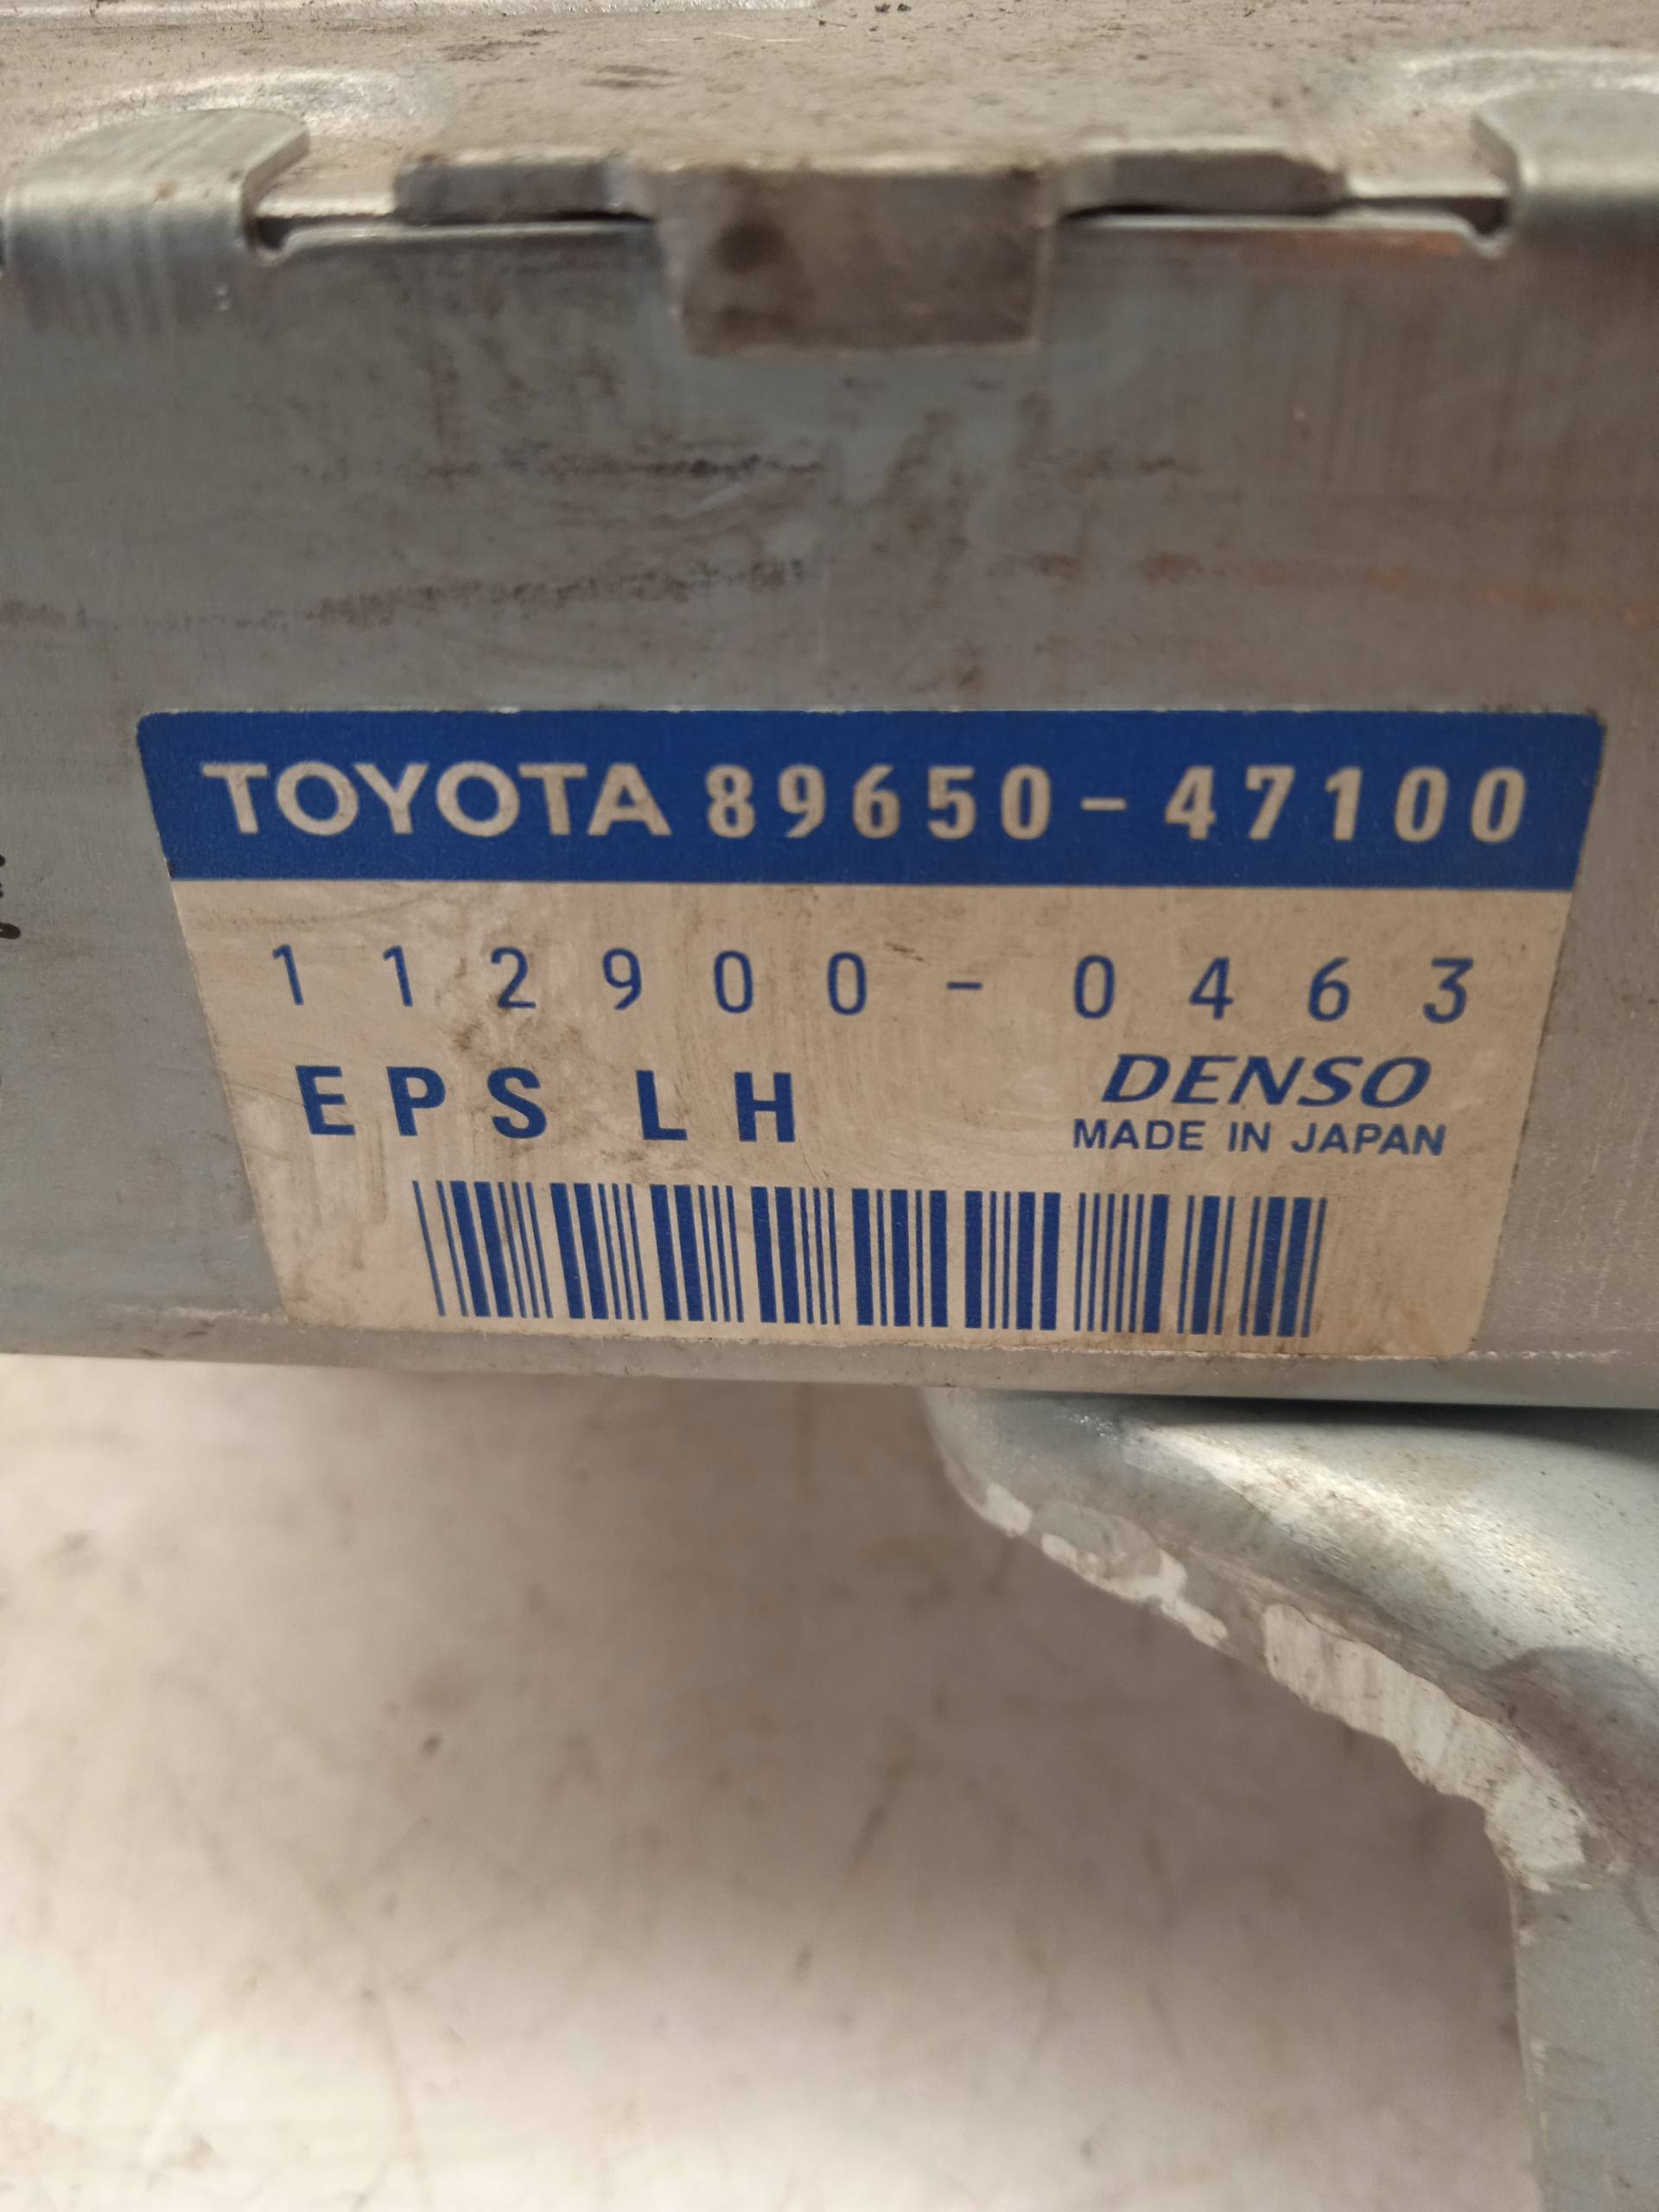 TOYOTA 89650-47100
112900-0463
EPS LH
DENSO
MADE IN JAPAN